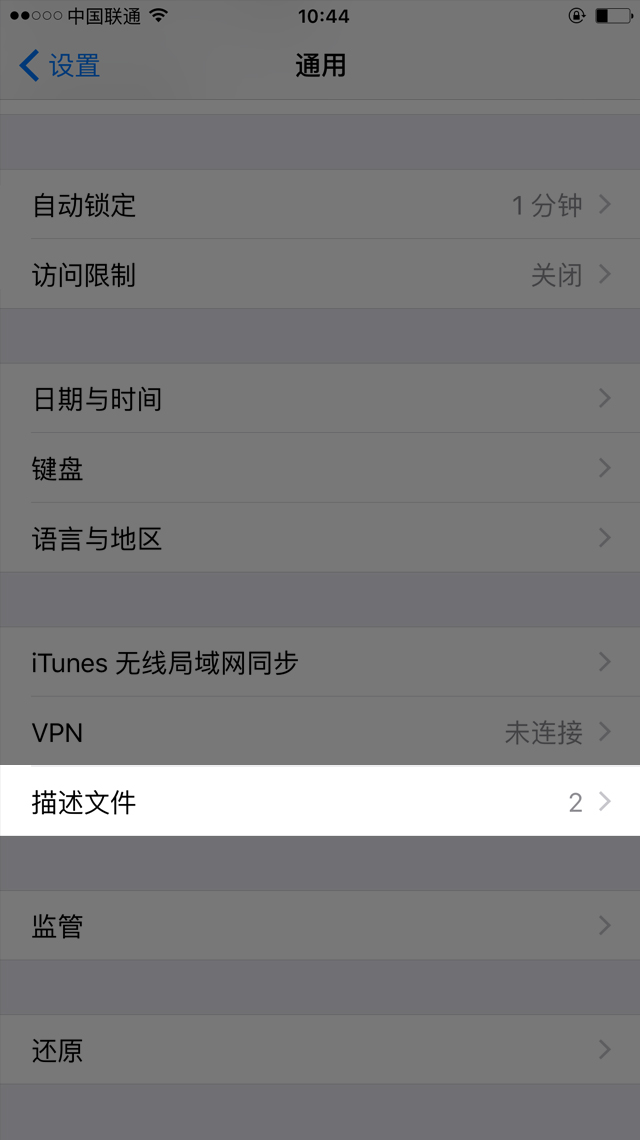 中国联通 10:44
设置 通用
自动锁定 1 分钟
访问限制 关闭
日期与时间
键盘
语言与地区
iTunes 无线局域网同步
VPN 未连接
描述文件 2
监管
还原